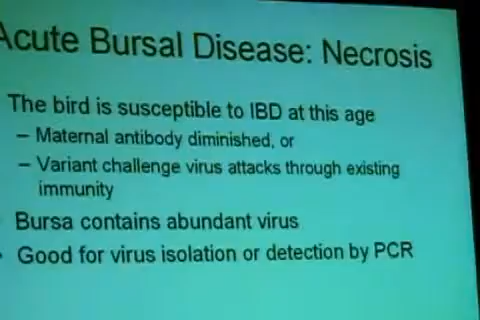 Acute Bursal Disease: Necrosis
The bird is susceptible to IBD at this age
– Maternal antibody diminished, or
– Variant challenge virus attacks through existing
immunity
Bursa contains abundant virus
• Good for virus isolation or detection by PCR